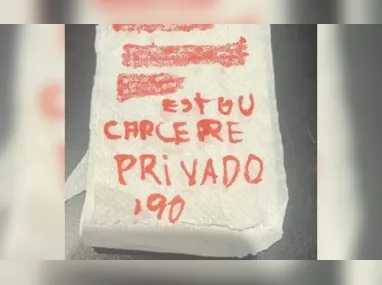 ESTOU
CARCERE
PRIVADO
190